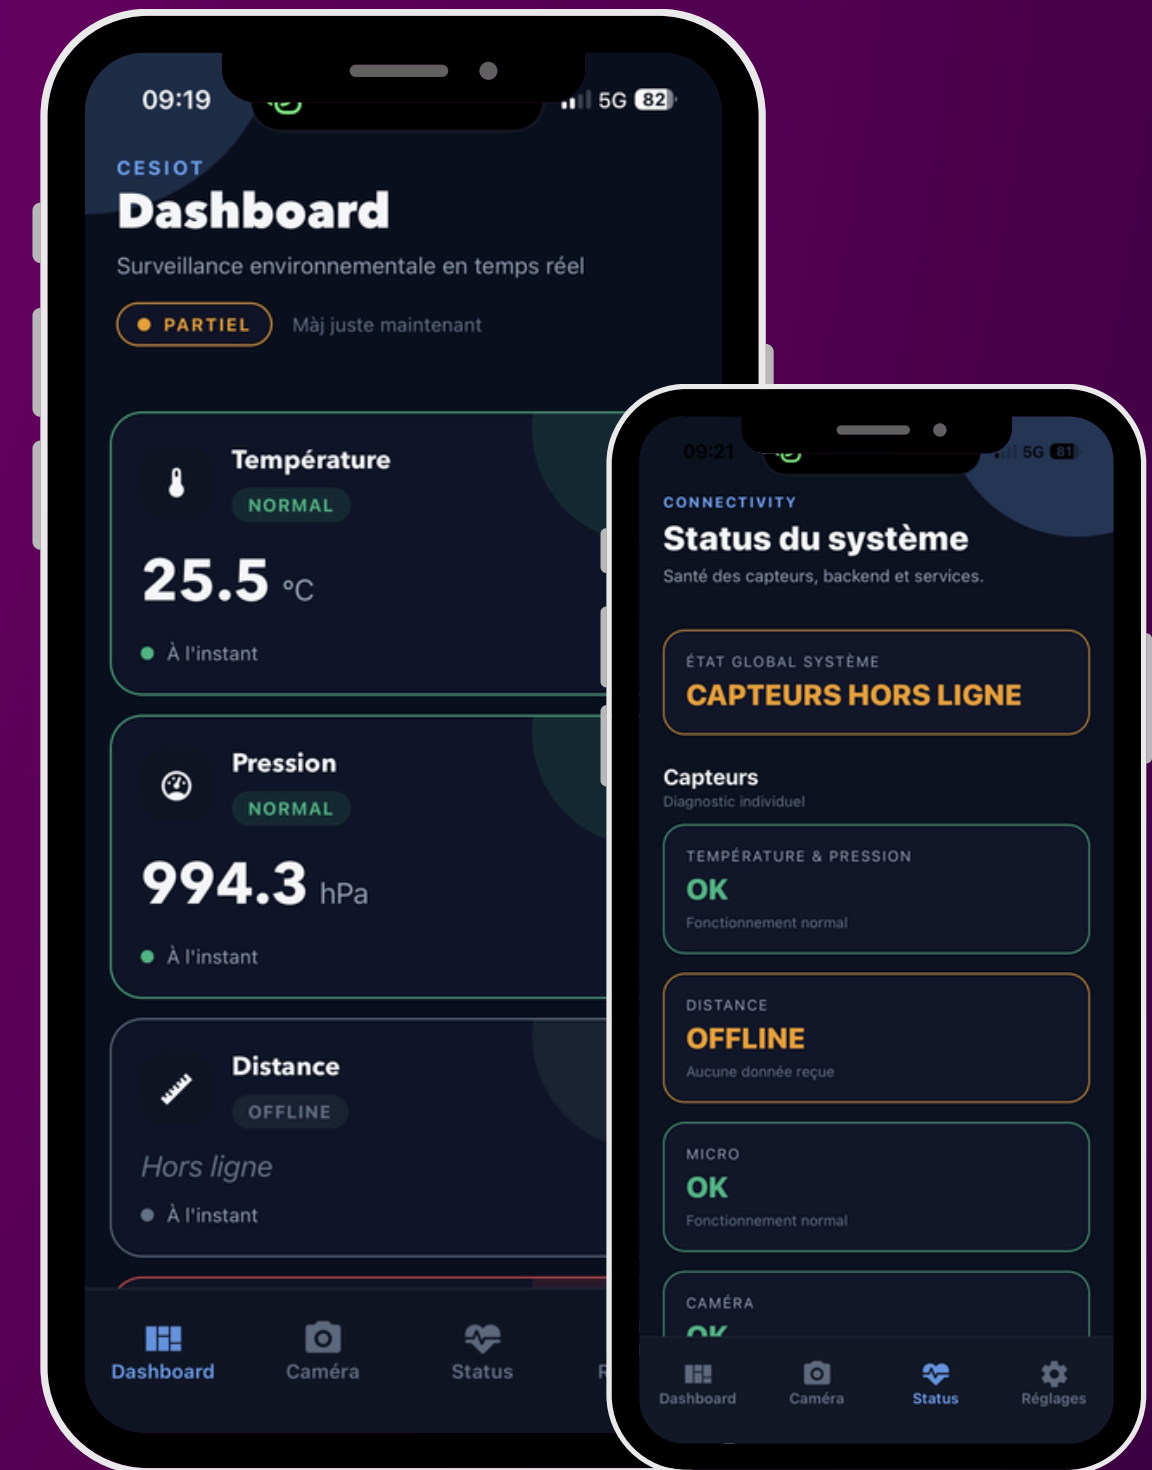 09:19
5G 82
CESIOT
Dashboard
Surveillance environnementale en temps réel
PARTIEL
Màj juste maintenant
Température
NORMAL
25.5 °C
À l'instant
Pression
NORMAL
994.3 hPa
À l'instant
Distance
OFFLINE
Hors ligne
À l'instant
Dashboard
Caméra
Status
09:21
5G 81
CONNECTIVITY
Status du système
Santé des capteurs, backend et services.
ÉTAT GLOBAL SYSTÈME
CAPTEURS HORS LIGNE
Capteurs
Diagnostic individuel
TEMPÉRATURE & PRESSION
OK
Fonctionnement normal
DISTANCE
OFFLINE
Aucune donnée reçue
MICRO
OK
Fonctionnement normal
CAMÉRA
OK
Dashboard
Caméra
Status
Réglages